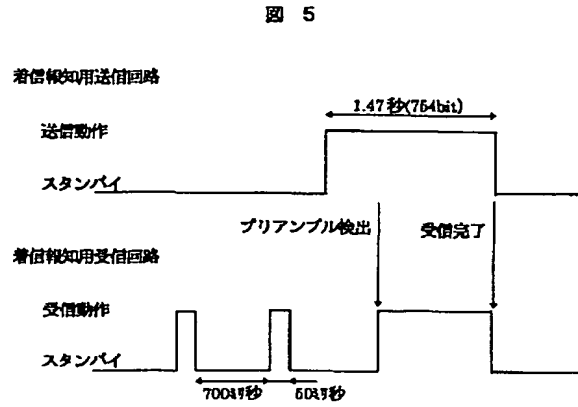 図 5
着信報知用送信回路
1.47秒(754bit)
送信動作
スタンバイ
プリアンブル検出
受信完了
着信報知用受信回路
受信動作
スタンバイ
700ミリ秒
50ミリ秒